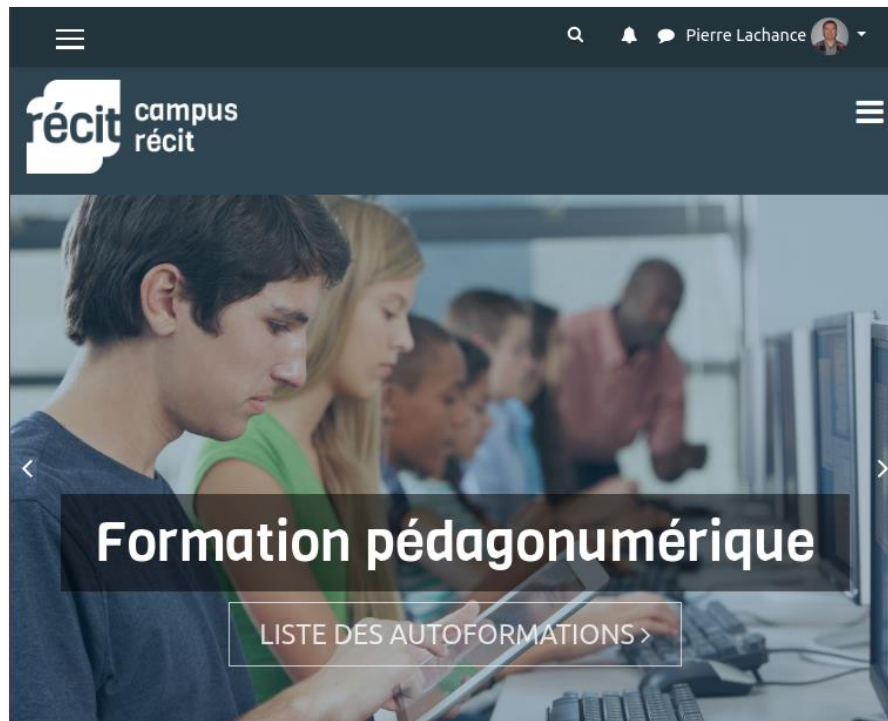 Pierre Lachance
récit campus
récit
Formation pédagonumérique
LISTE DES AUTOFORMATIONS >